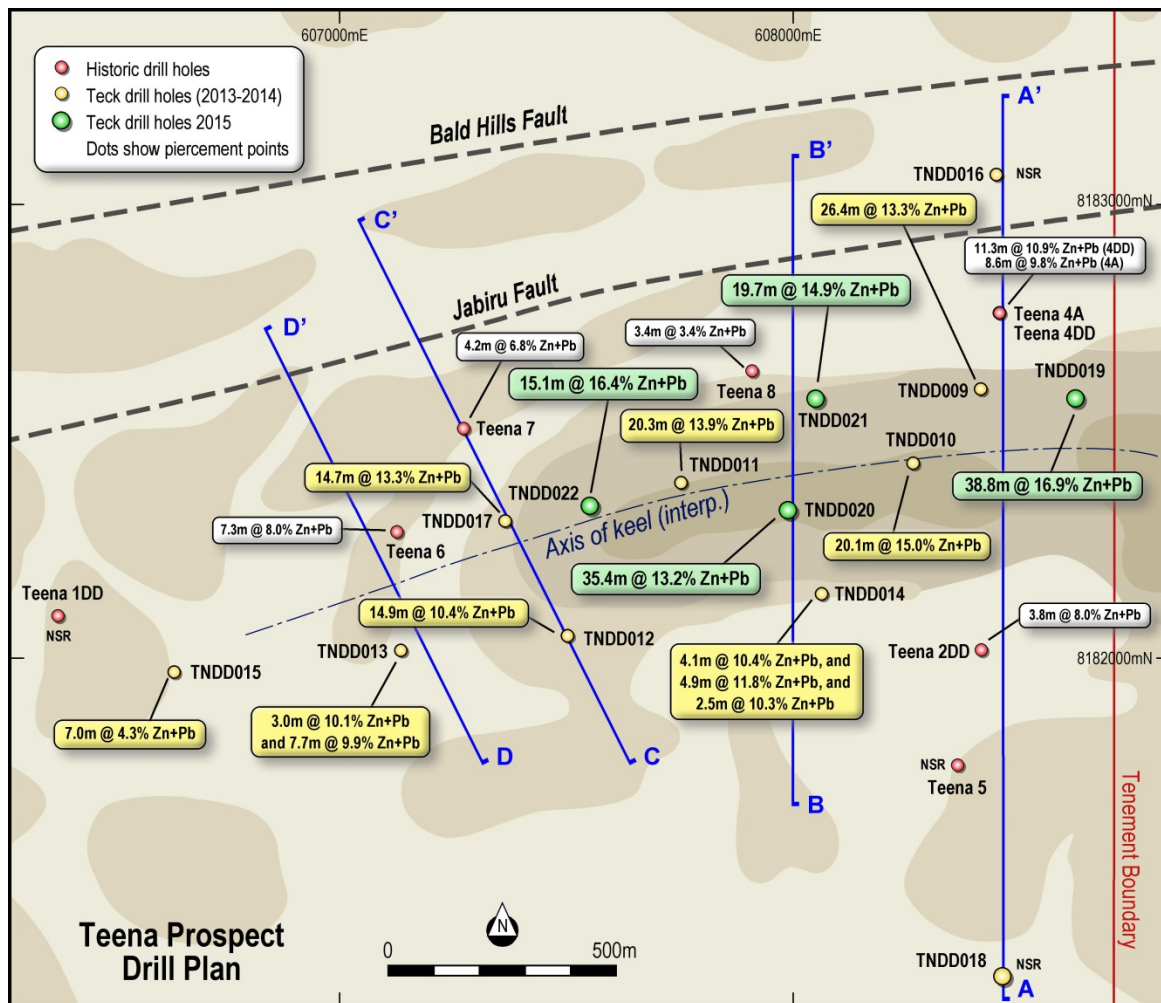 607000mE
608000mE
Historic drill holes
Teck drill holes (2013-2014)
Teck drill holes 2015
Dots show piercement points
Bald Hills Fault
A'
B'
TNDD016
NSR
26.4m @ 13.3% Zn+Pb
8183000mN
C'
11.3m @ 10.9% Zn+Pb (4DD)
8.6m @ 9.8% Zn+Pb (4A)
Jabiru Fault
19.7m @ 14.9% Zn+Pb
D'
Teena 4A
Teena 4DD
4.2m @ 6.8% Zn+Pb
3.4m @ 3.4% Zn+Pb
Teena 8
TNDD019
15.1m @ 16.4% Zn+Pb
TNDD009
TNDD021
20.3m @ 13.9% Zn+Pb
Teena 7
TNDD010
TNDD011
14.7m @ 13.3% Zn+Pb
38.8m @ 16.9% Zn+Pb
TNDD022
TNDD020
TNDD017
Axis of keel (interp.)
7.3m @ 8.0% Zn+Pb
Teena 6
20.1m @ 15.0% Zn+Pb
35.4m @ 13.2% Zn+Pb
Teena 1DD
NSR
TNDD014
14.9m @ 10.4% Zn+Pb
3.8m @ 8.0% Zn+Pb
TNDD012
TNDD013
Teena 2DD
8182000mN
4.1m @ 10.4% Zn+Pb, and
4.9m @ 11.8% Zn+Pb, and
2.5m @ 10.3% Zn+Pb
TNDD015
7.0m @ 4.3% Zn+Pb
3.0m @ 10.1% Zn+Pb
and 7.7m @ 9.9% Zn+Pb
D
C
NSR
Teena 5
B
Tenement Boundary
Teena Prospect
Drill Plan
N
0
500m
TNDD018
NSR
A